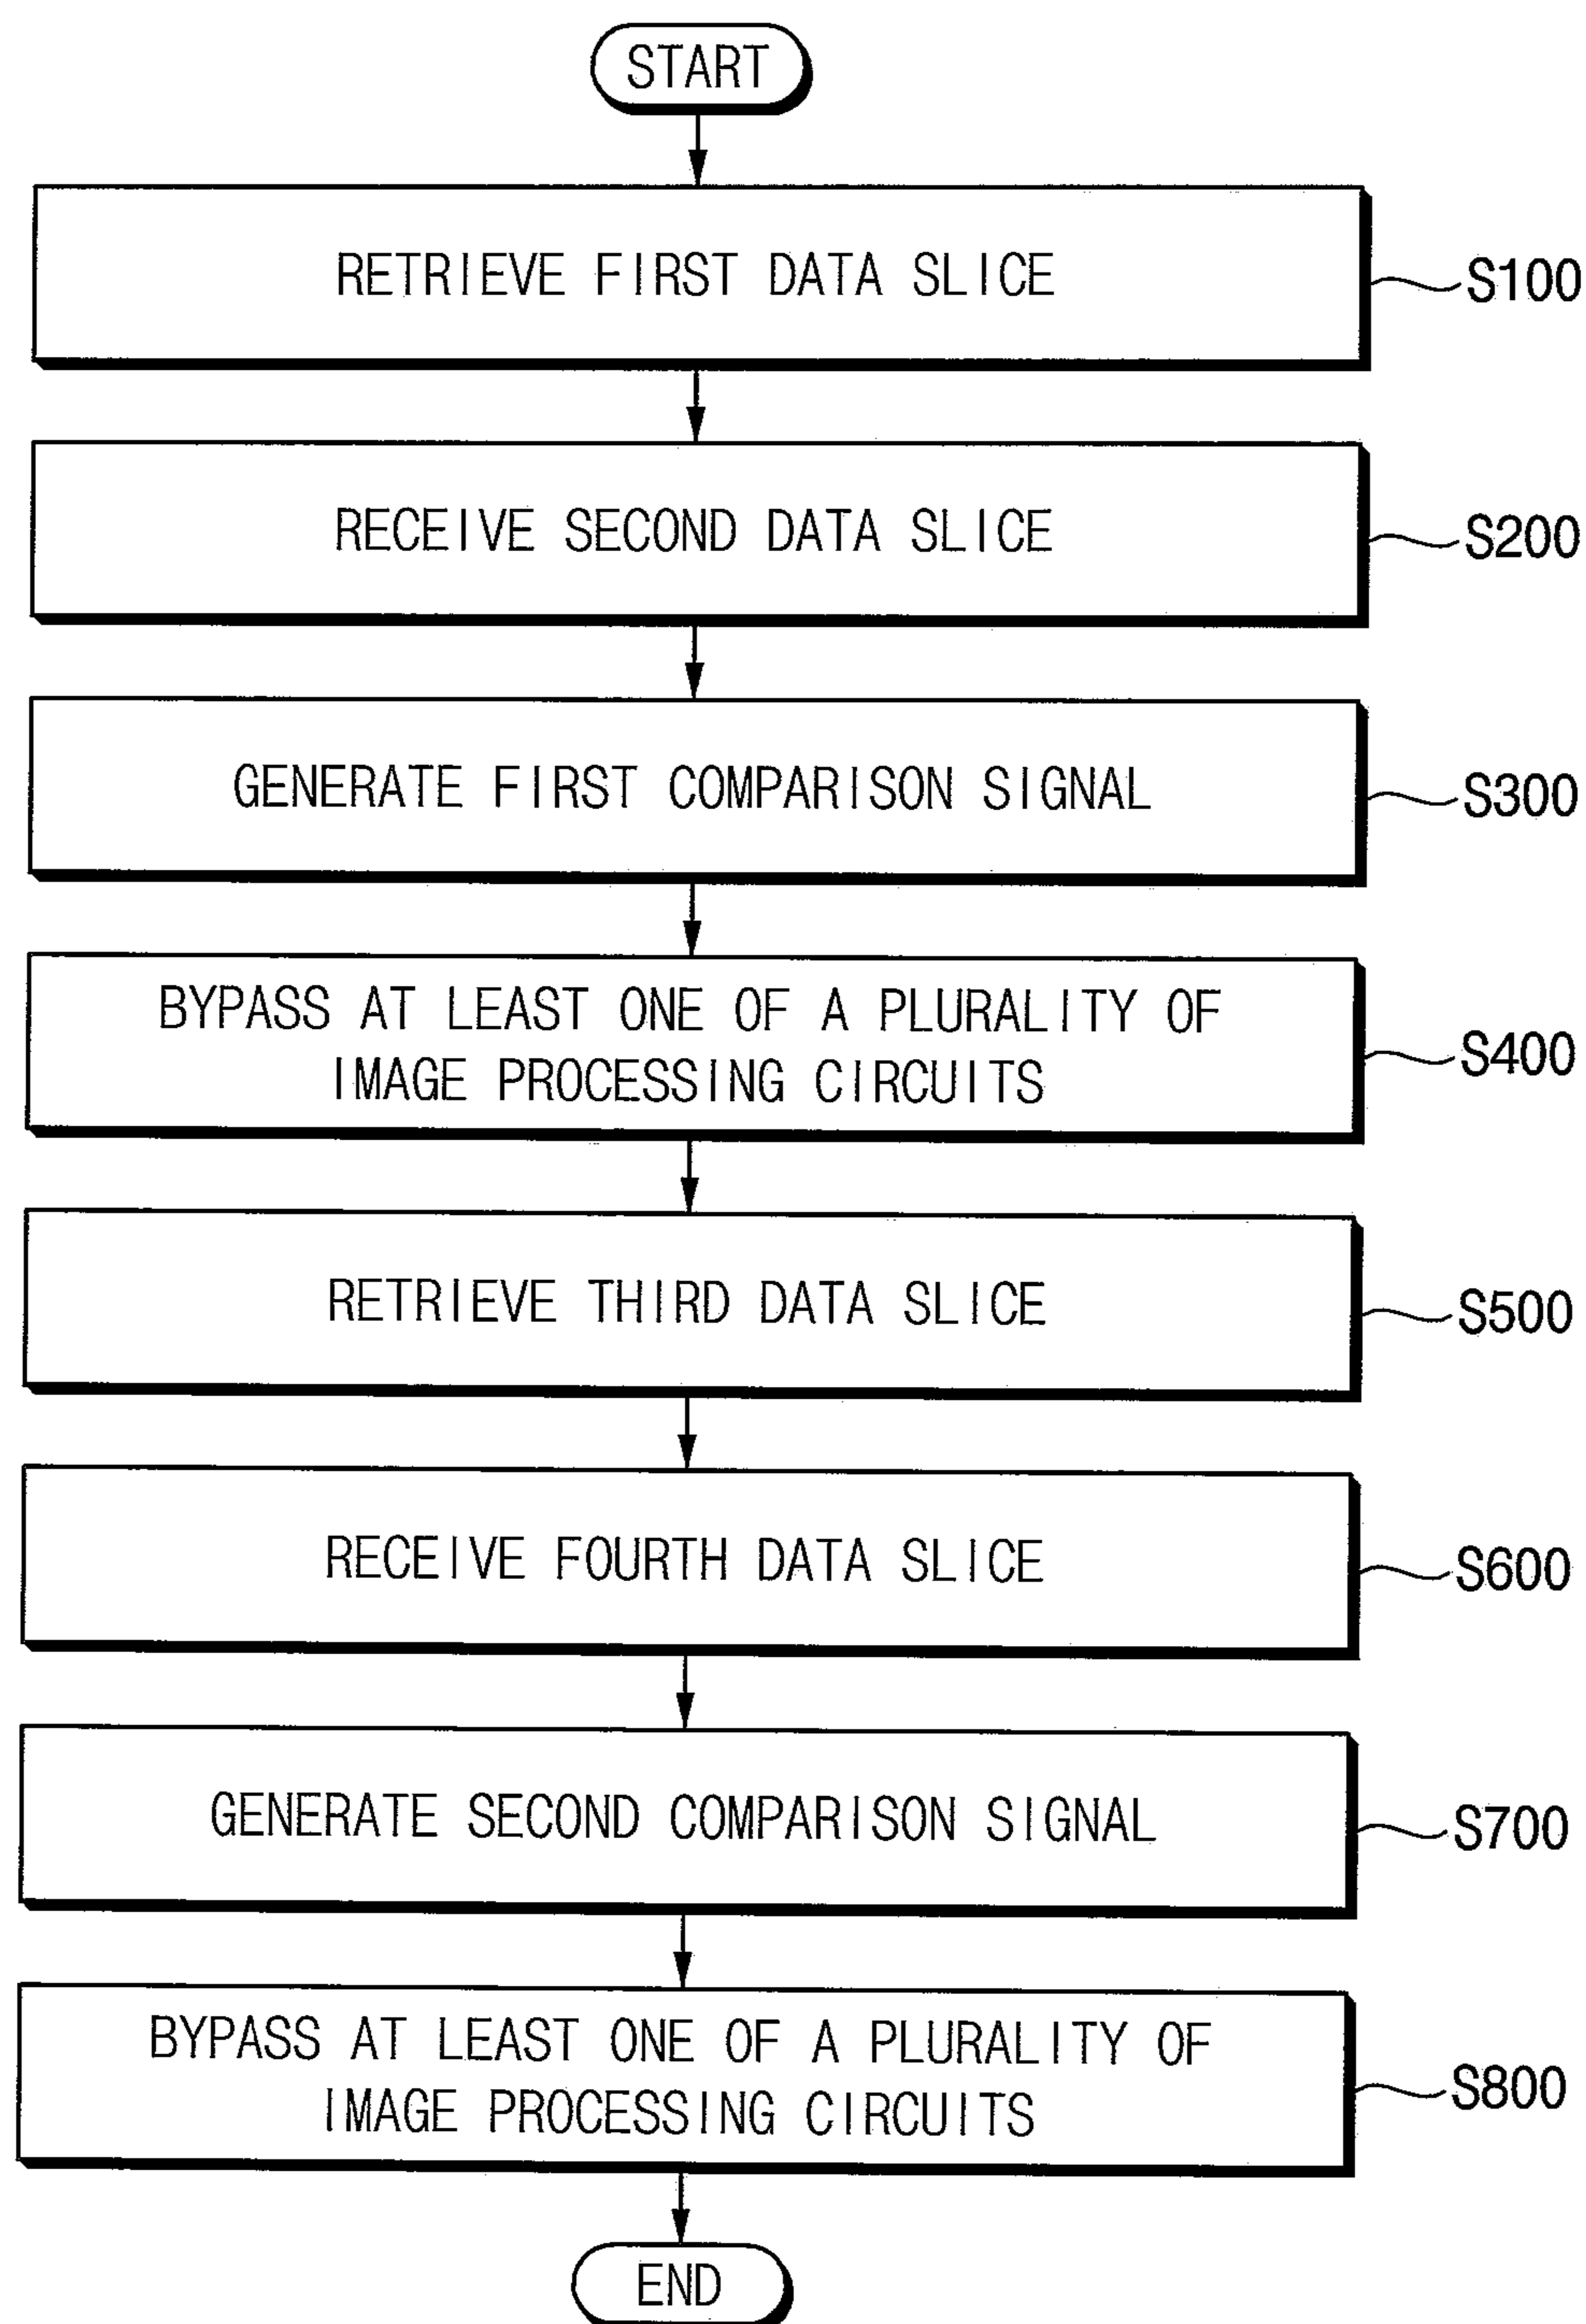 START
RETRIEVE FIRST DATA SLICE
S100
RECEIVE SECOND DATA SLICE
S200
GENERATE FIRST COMPARISON SIGNAL
S300
BYPASS AT LEAST ONE OF A PLURALITY OF
IMAGE PROCESSING CIRCUITS
S400
RETRIEVE THIRD DATA SLICE
S500
RECEIVE FOURTH DATA SLICE
S600
GENERATE SECOND COMPARISON SIGNAL
S700
BYPASS AT LEAST ONE OF A PLURALITY OF
IMAGE PROCESSING CIRCUITS
S800
END